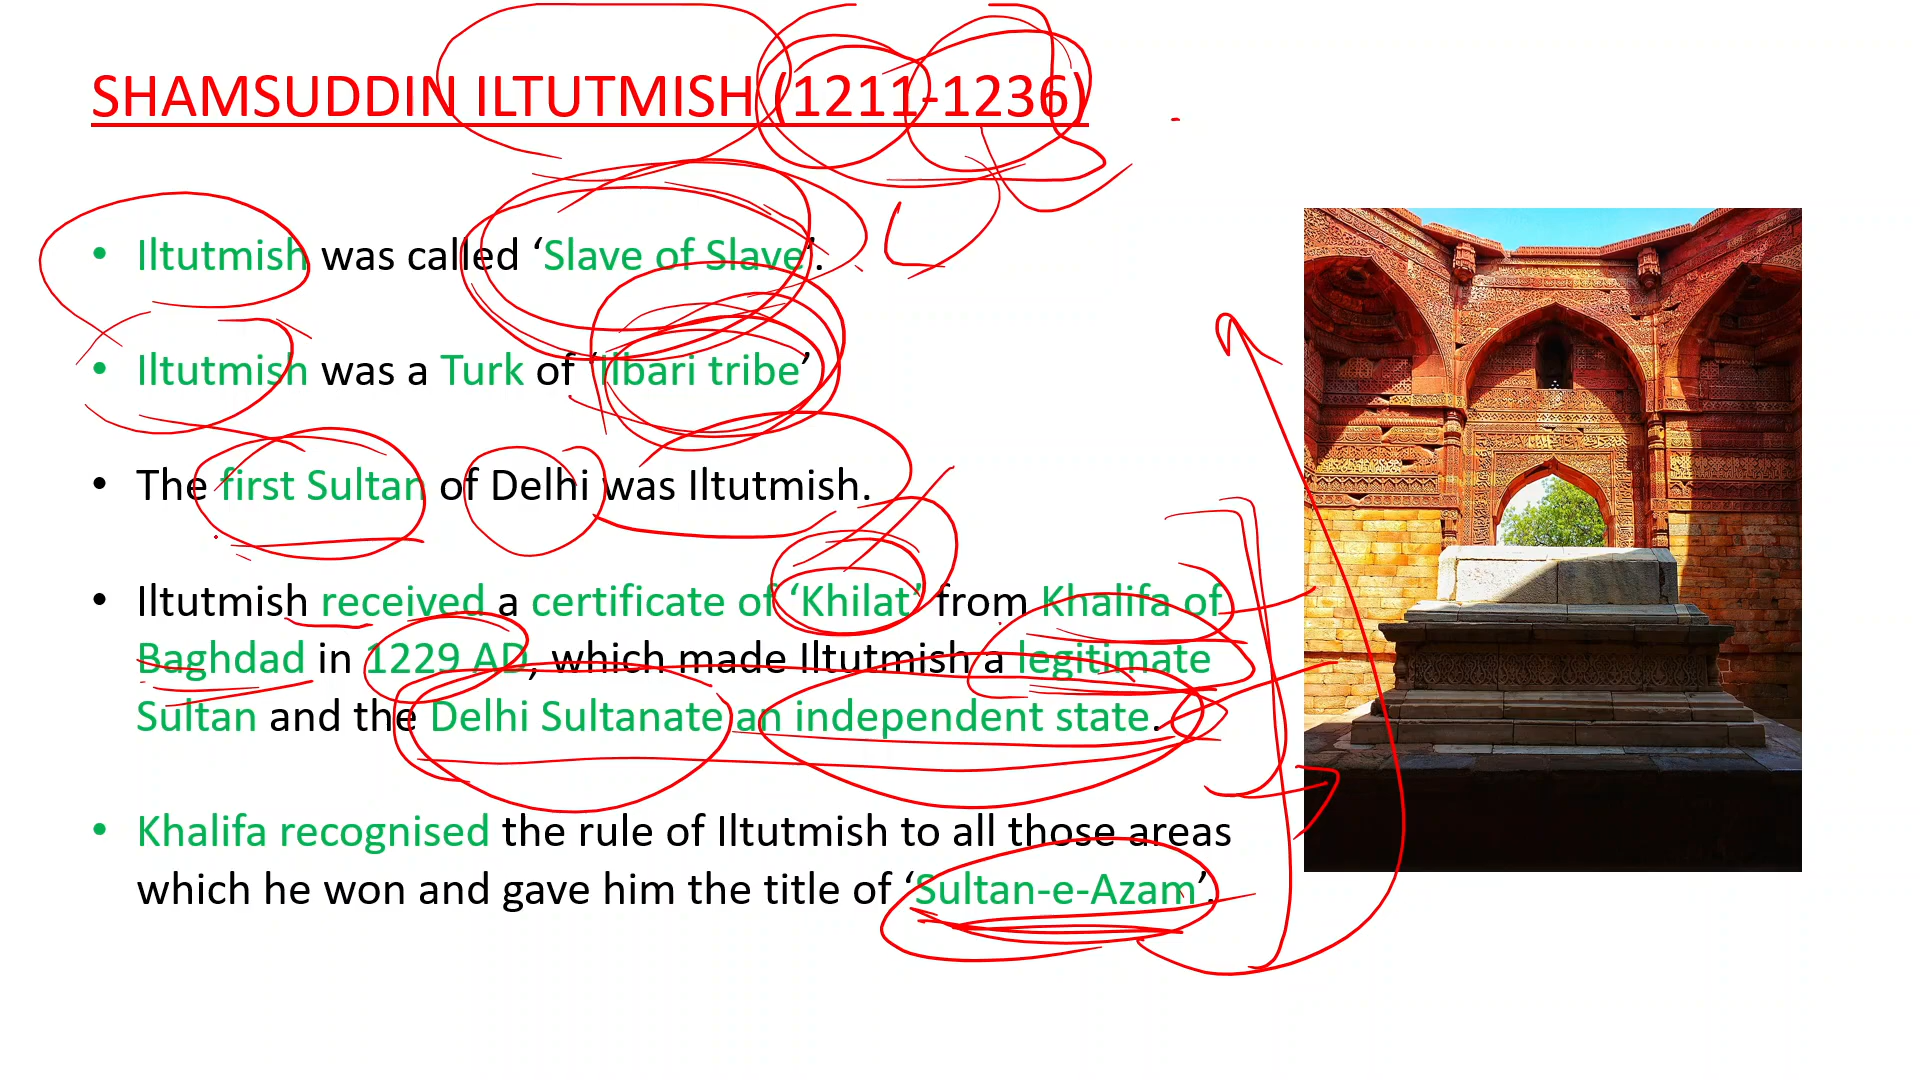 SHAMSUDDIN ILTUTMISH (1211-1236)
• Iltutmish was called ‘Slave of Slave’.
• Iltutmish was a Turk of ‘Ilbari tribe’
• The first Sultan of Delhi was Iltutmish.
• Iltutmish received a certificate of ‘Khilat’ from Khalifa of
Baghdad in 1229 AD, which made Iltutmish a legitimate
Sultan and the Delhi Sultanate an independent state.
• Khalifa recognised the rule of Iltutmish to all those areas
which he won and gave him the title of ‘Sultan-e-Azam’.